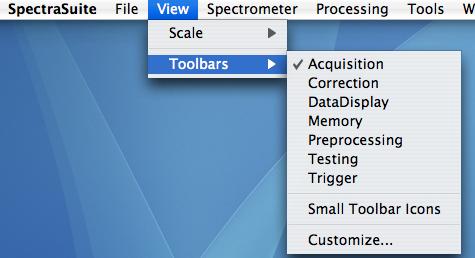 SpectraSuite File View Spectrometer Processing Tools W
Scale
Toolbars
Acquisition
Correction
DataDisplay
Memory
Preprocessing
Testing
Trigger
Small Toolbar Icons
Customize...